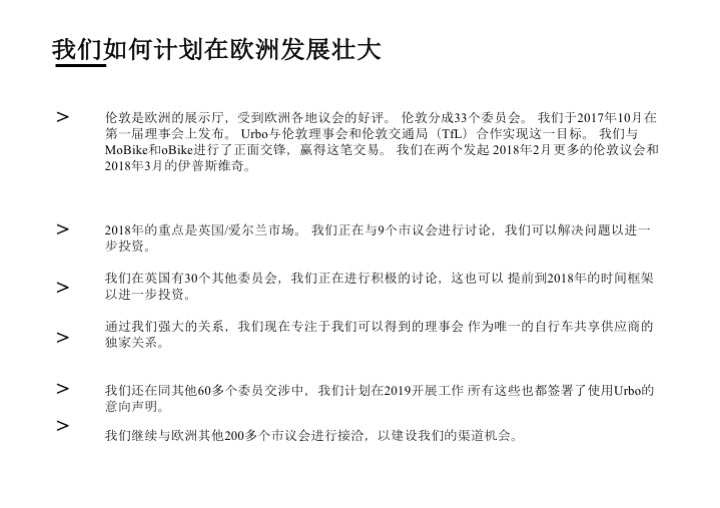 我们如何计划在欧洲发展壮大
> 伦敦是欧洲的展示厅，受到欧洲各地议会的好评。 伦敦分成33个委员会。 我们于2017年10月在
第一届理事会上发布。 Urbo与伦敦理事会和伦敦交通局（TfL）合作实现这一目标。 我们与
MoBike和oBike进行了正面交锋，赢得这笔交易。 我们在两个发起 2018年2月更多的伦敦议会和
2018年3月的伊普斯维奇。
> 2018年的重点是英国/爱尔兰市场。 我们正在与9个市议会进行讨论，我们可以解决问题以进一
步投资。
> 我们在英国有30个其他委员会，我们正在进行积极的讨论，这也可以 提前到2018年的时间框架
以进一步投资。
> 通过我们强大的关系，我们现在专注于我们可以得到的理事会 作为唯一的自行车共享供应商的
独家关系。
> 我们还在同其他60多个委员交涉中，我们计划在2019开展工作 所有这些也都签署了使用Urbo的
意向声明。
> 我们继续与欧洲其他200多个市议会进行接洽，以建设我们的渠道机会。